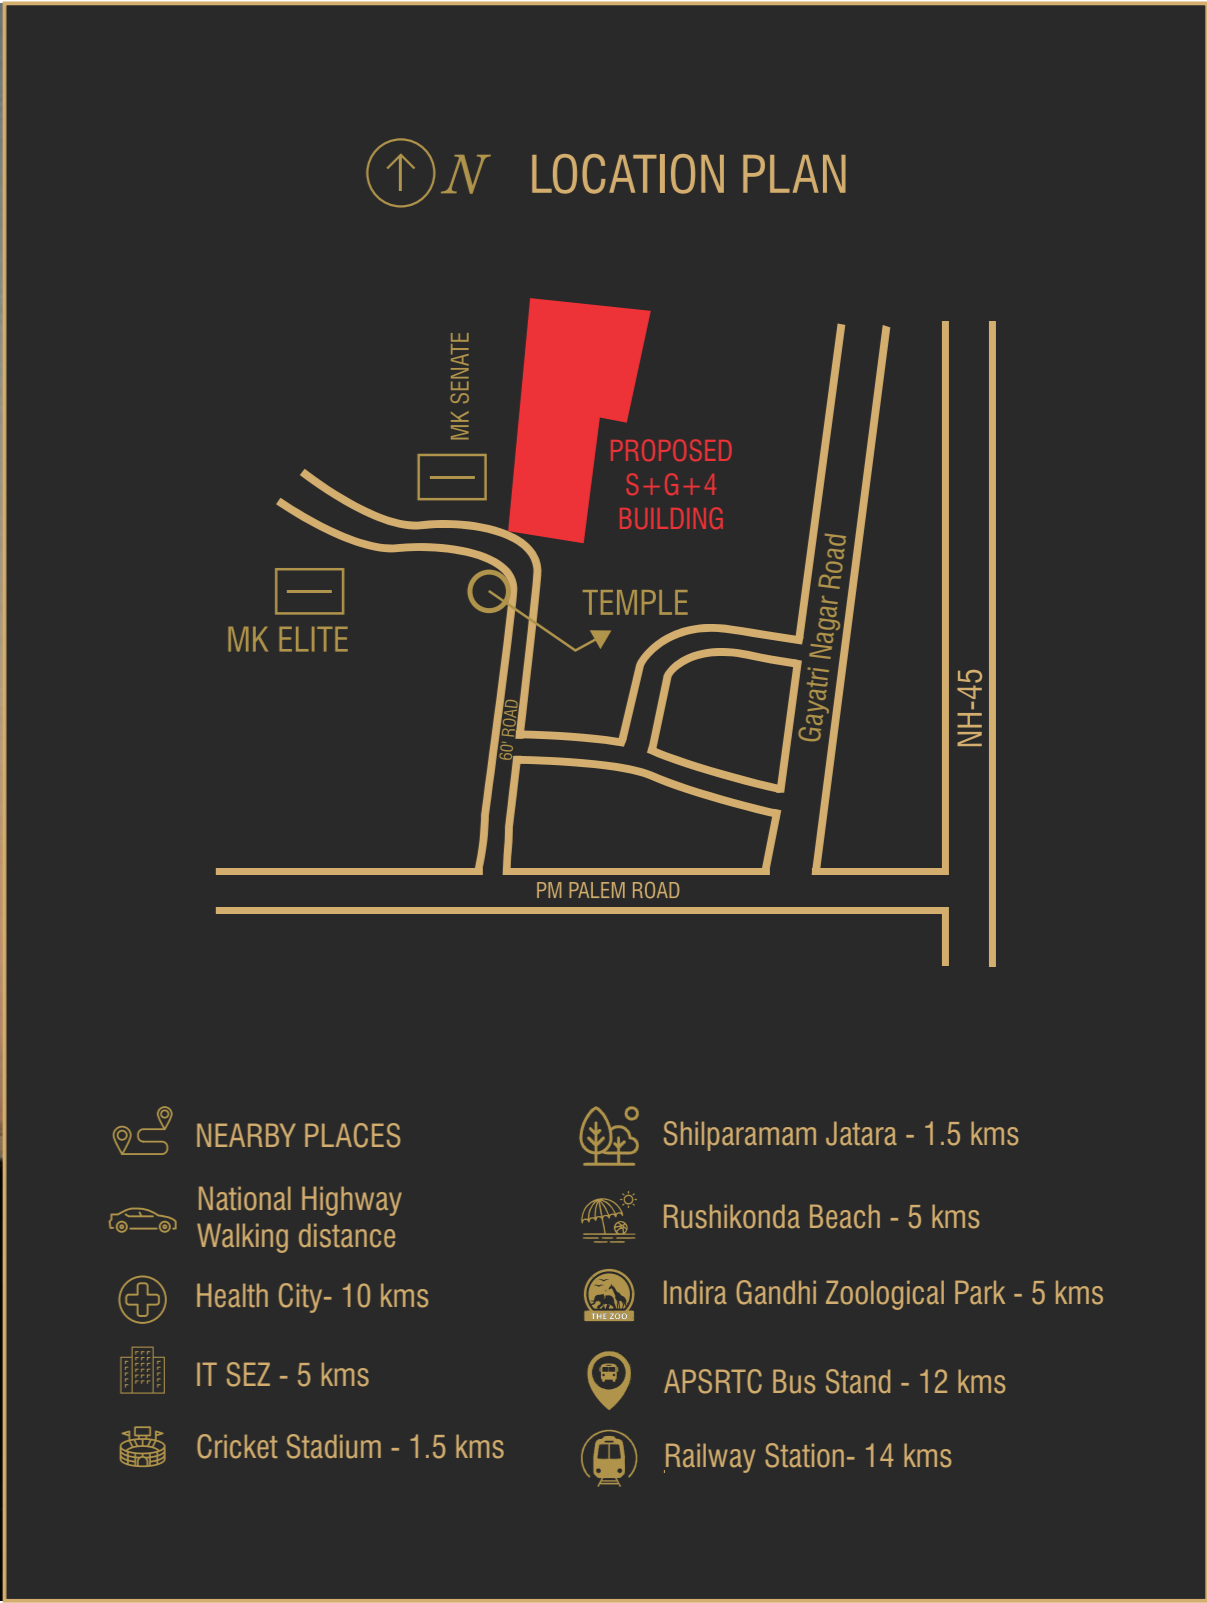 N LOCATION PLAN
MK SENATE
PROPOSED
S+G+4
BUILDING
TEMPLE
MK ELITE
60' ROAD
Gayatri Nagar Road
NH-45
PM PALEM ROAD
NEARBY PLACES
National Highway
Walking distance
Health City- 10 kms
IT SEZ - 5 kms
Cricket Stadium - 1.5 kms
Shilparamam Jatara - 1.5 kms
Rushikonda Beach - 5 kms
THE ZOO
Indira Gandhi Zoological Park - 5 kms
APSRTC Bus Stand - 12 kms
Railway Station- 14 kms